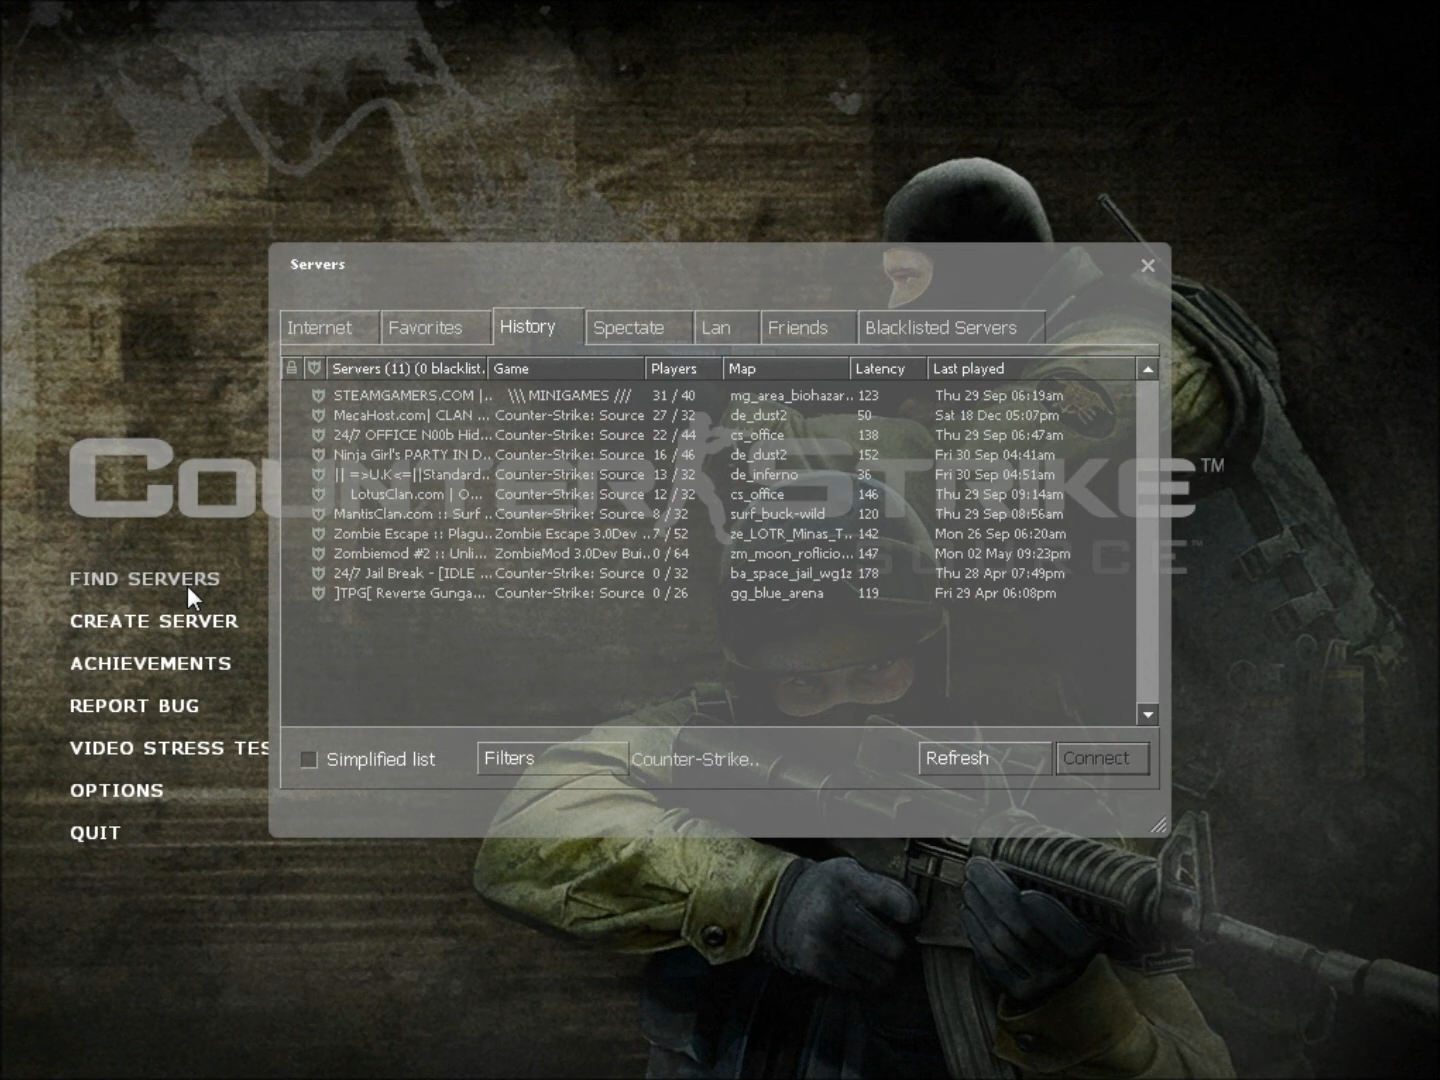 Servers
Internet Favorites History Spectate Lan Friends Blacklisted Servers
Servers (11) (0 blacklist. Game Players Map Latency Last played
STEAMGAMERS.COM |.. \\\ MINIGAMES /// 31 / 40 mg_area_biohazar.. 123 Thu 29 Sep 06:19am
MecaHost.com| CLAN ... Counter-Strike: Source 27 / 32 de_dust2 50 Sat 18 Dec 05:07pm
24/7 OFFICE N00b Hid... Counter-Strike: Source 22 / 44 cs_office 138 Thu 29 Sep 06:47am
Ninja Girl's PARTY IN D.. Counter-Strike: Source 16 / 46 de_dust2 152 Fri 30 Sep 04:41am
|| =>U.K<=||Standard.. Counter-Strike: Source 13 / 32 de_inferno 36 Fri 30 Sep 04:51am
LotusClan.com | O... Counter-Strike: Source 12 / 32 cs_office 146 Thu 29 Sep 09:14am
MantisClan.com :: Surf .. Counter-Strike: Source 8 / 32 surf_buck-wild 120 Thu 29 Sep 08:56am
Zombie Escape :: Plagu.. Zombie Escape 3.0Dev .. 7 / 52 ze_LOTR_Minas_T.. 142 Mon 26 Sep 06:20am
Zombiemod #2 :: Unli... ZombieMod 3.0Dev Bui.. 0 / 64 zm_moon_roflicio... 147 Mon 02 May 09:23pm
24/7 Jail Break - [IDLE ... Counter-Strike: Source 0 / 32 ba_space_jail_wg1z 178 Thu 28 Apr 07:49pm
]TPG[ Reverse Gunga... Counter-Strike: Source 0 / 26 gg_blue_arena 119 Fri 29 Apr 06:08pm
Counter Strike™
SOURCE™
FIND SERVERS
CREATE SERVER
ACHIEVEMENTS
REPORT BUG
VIDEO STRESS TES
OPTIONS
QUIT
Simplified list Filters Counter-Strike.. Refresh Connect